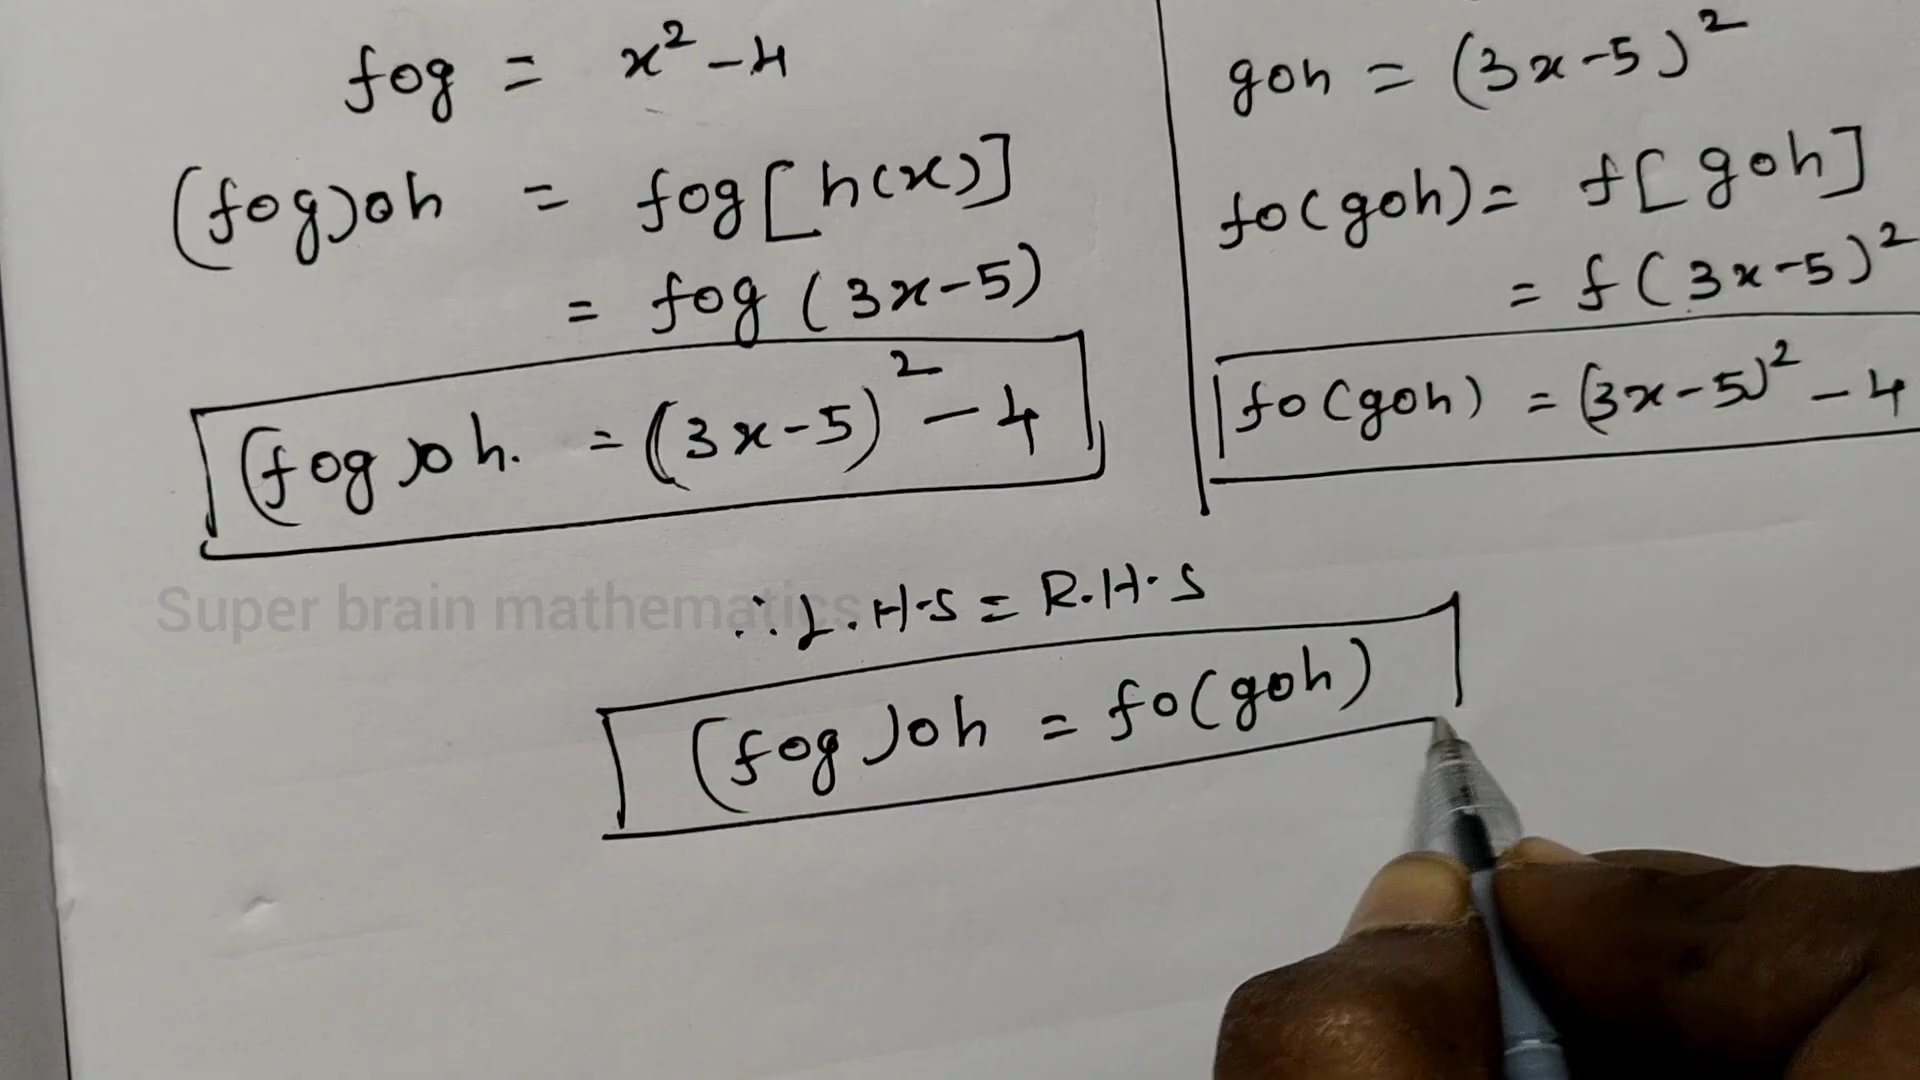 fog = x² - 4
(fog)oh = fog[h(x)]
= fog (3x-5)
(fog)oh. = (3x-5)² - 4
goh = (3x-5)²
fo(goh) = f[goh]
= f(3x-5)²
fo(goh) = (3x-5)² - 4
Super brain mathematics
∴ L.H.S = R.H.S
(fog)oh = fo(goh)